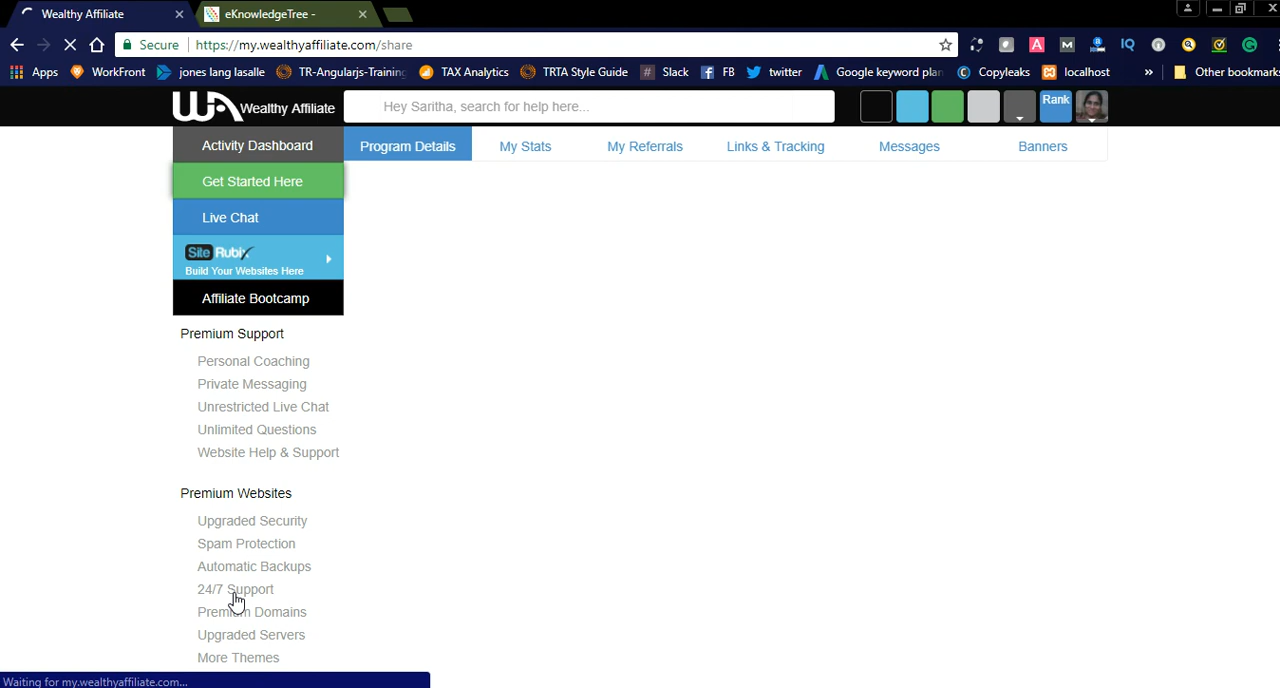 Wealthy Affiliate
eKnowledgeTree -
Secure https://my.wealthyaffiliate.com/share
Apps WorkFront jones lang lasalle TR-Angularjs-Training TAX Analytics TRTA Style Guide Slack FB twitter Google keyword plan Copyleaks localhost » Other bookmarks
WA Wealthy Affiliate Hey Saritha, search for help here... Rank
Activity Dashboard Program Details My Stats My Referrals Links & Tracking Messages Banners
Get Started Here
Live Chat
Site Rubix
Build Your Websites Here
Affiliate Bootcamp
Premium Support
Personal Coaching
Private Messaging
Unrestricted Live Chat
Unlimited Questions
Website Help & Support
Premium Websites
Upgraded Security
Spam Protection
Automatic Backups
24/7 Support
Premium Domains
Upgraded Servers
More Themes
Waiting for my.wealthyaffiliate.com...